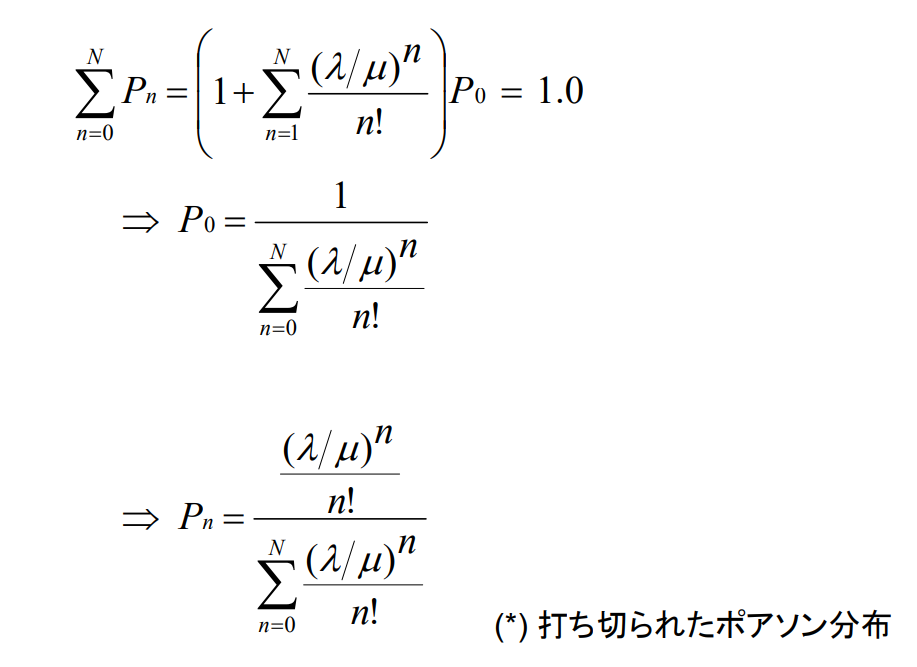 \sum_{n=0}^{N} P_n = \left( 1 + \sum_{n=1}^{N} \frac{(\lambda/\mu)^n}{n!} \right) P_0 = 1.0
\Rightarrow P_0 = \frac{1}{\sum_{n=0}^{N} \frac{(\lambda/\mu)^n}{n!}}
\Rightarrow P_n = \frac{\frac{(\lambda/\mu)^n}{n!}}{\sum_{n=0}^{N} \frac{(\lambda/\mu)^n}{n!}}
(*) 打ち切られたポアソン分布